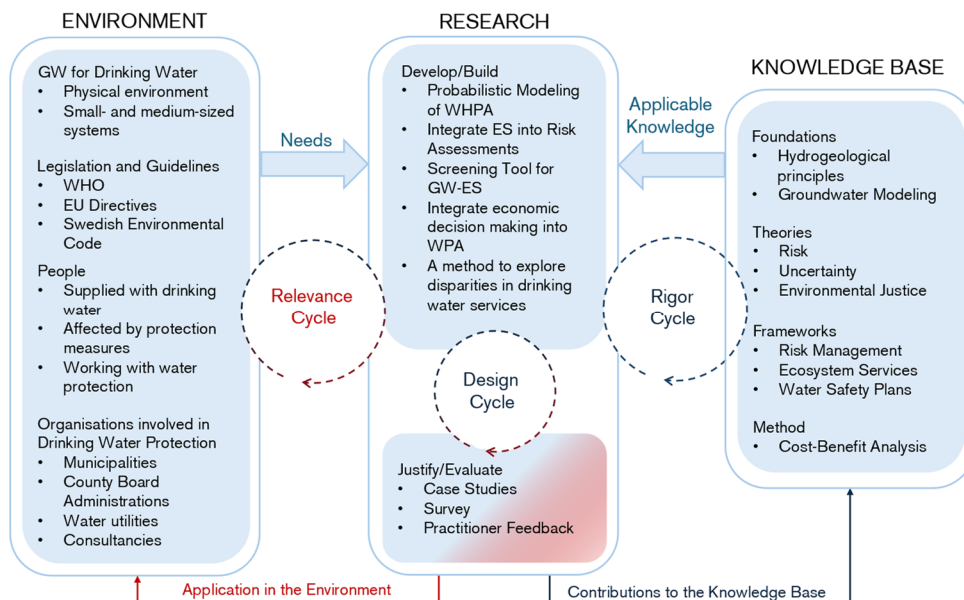 ENVIRONMENT
GW for Drinking Water
• Physical environment
• Small- and medium-sized
systems
Legislation and Guidelines
• WHO
• EU Directives
• Swedish Environmental
Code
People
• Supplied with drinking
water
• Affected by protection
measures
• Working with water
protection
Organisations involved in
Drinking Water Protection
• Municipalities
• County Board
Administrations
• Water utilities
• Consultancies
Needs
Relevance
Cycle
RESEARCH
Develop/Build
• Probabilistic Modeling
of WHPA
• Integrate ES into Risk
Assessments
• Screening Tool for
GW-ES
• Integrate economic
decision making into
WPA
• A method to explore
disparities in drinking
water services
Design
Cycle
Justify/Evaluate
• Case Studies
• Survey
• Practitioner Feedback
Applicable
Knowledge
Rigor
Cycle
KNOWLEDGE BASE
Foundations
• Hydrogeological
principles
• Groundwater Modeling
Theories
• Risk
• Uncertainty
• Environmental Justice
Frameworks
• Risk Management
• Ecosystem Services
• Water Safety Plans
Method
• Cost-Benefit Analysis
Application in the Environment
Contributions to the Knowledge Base